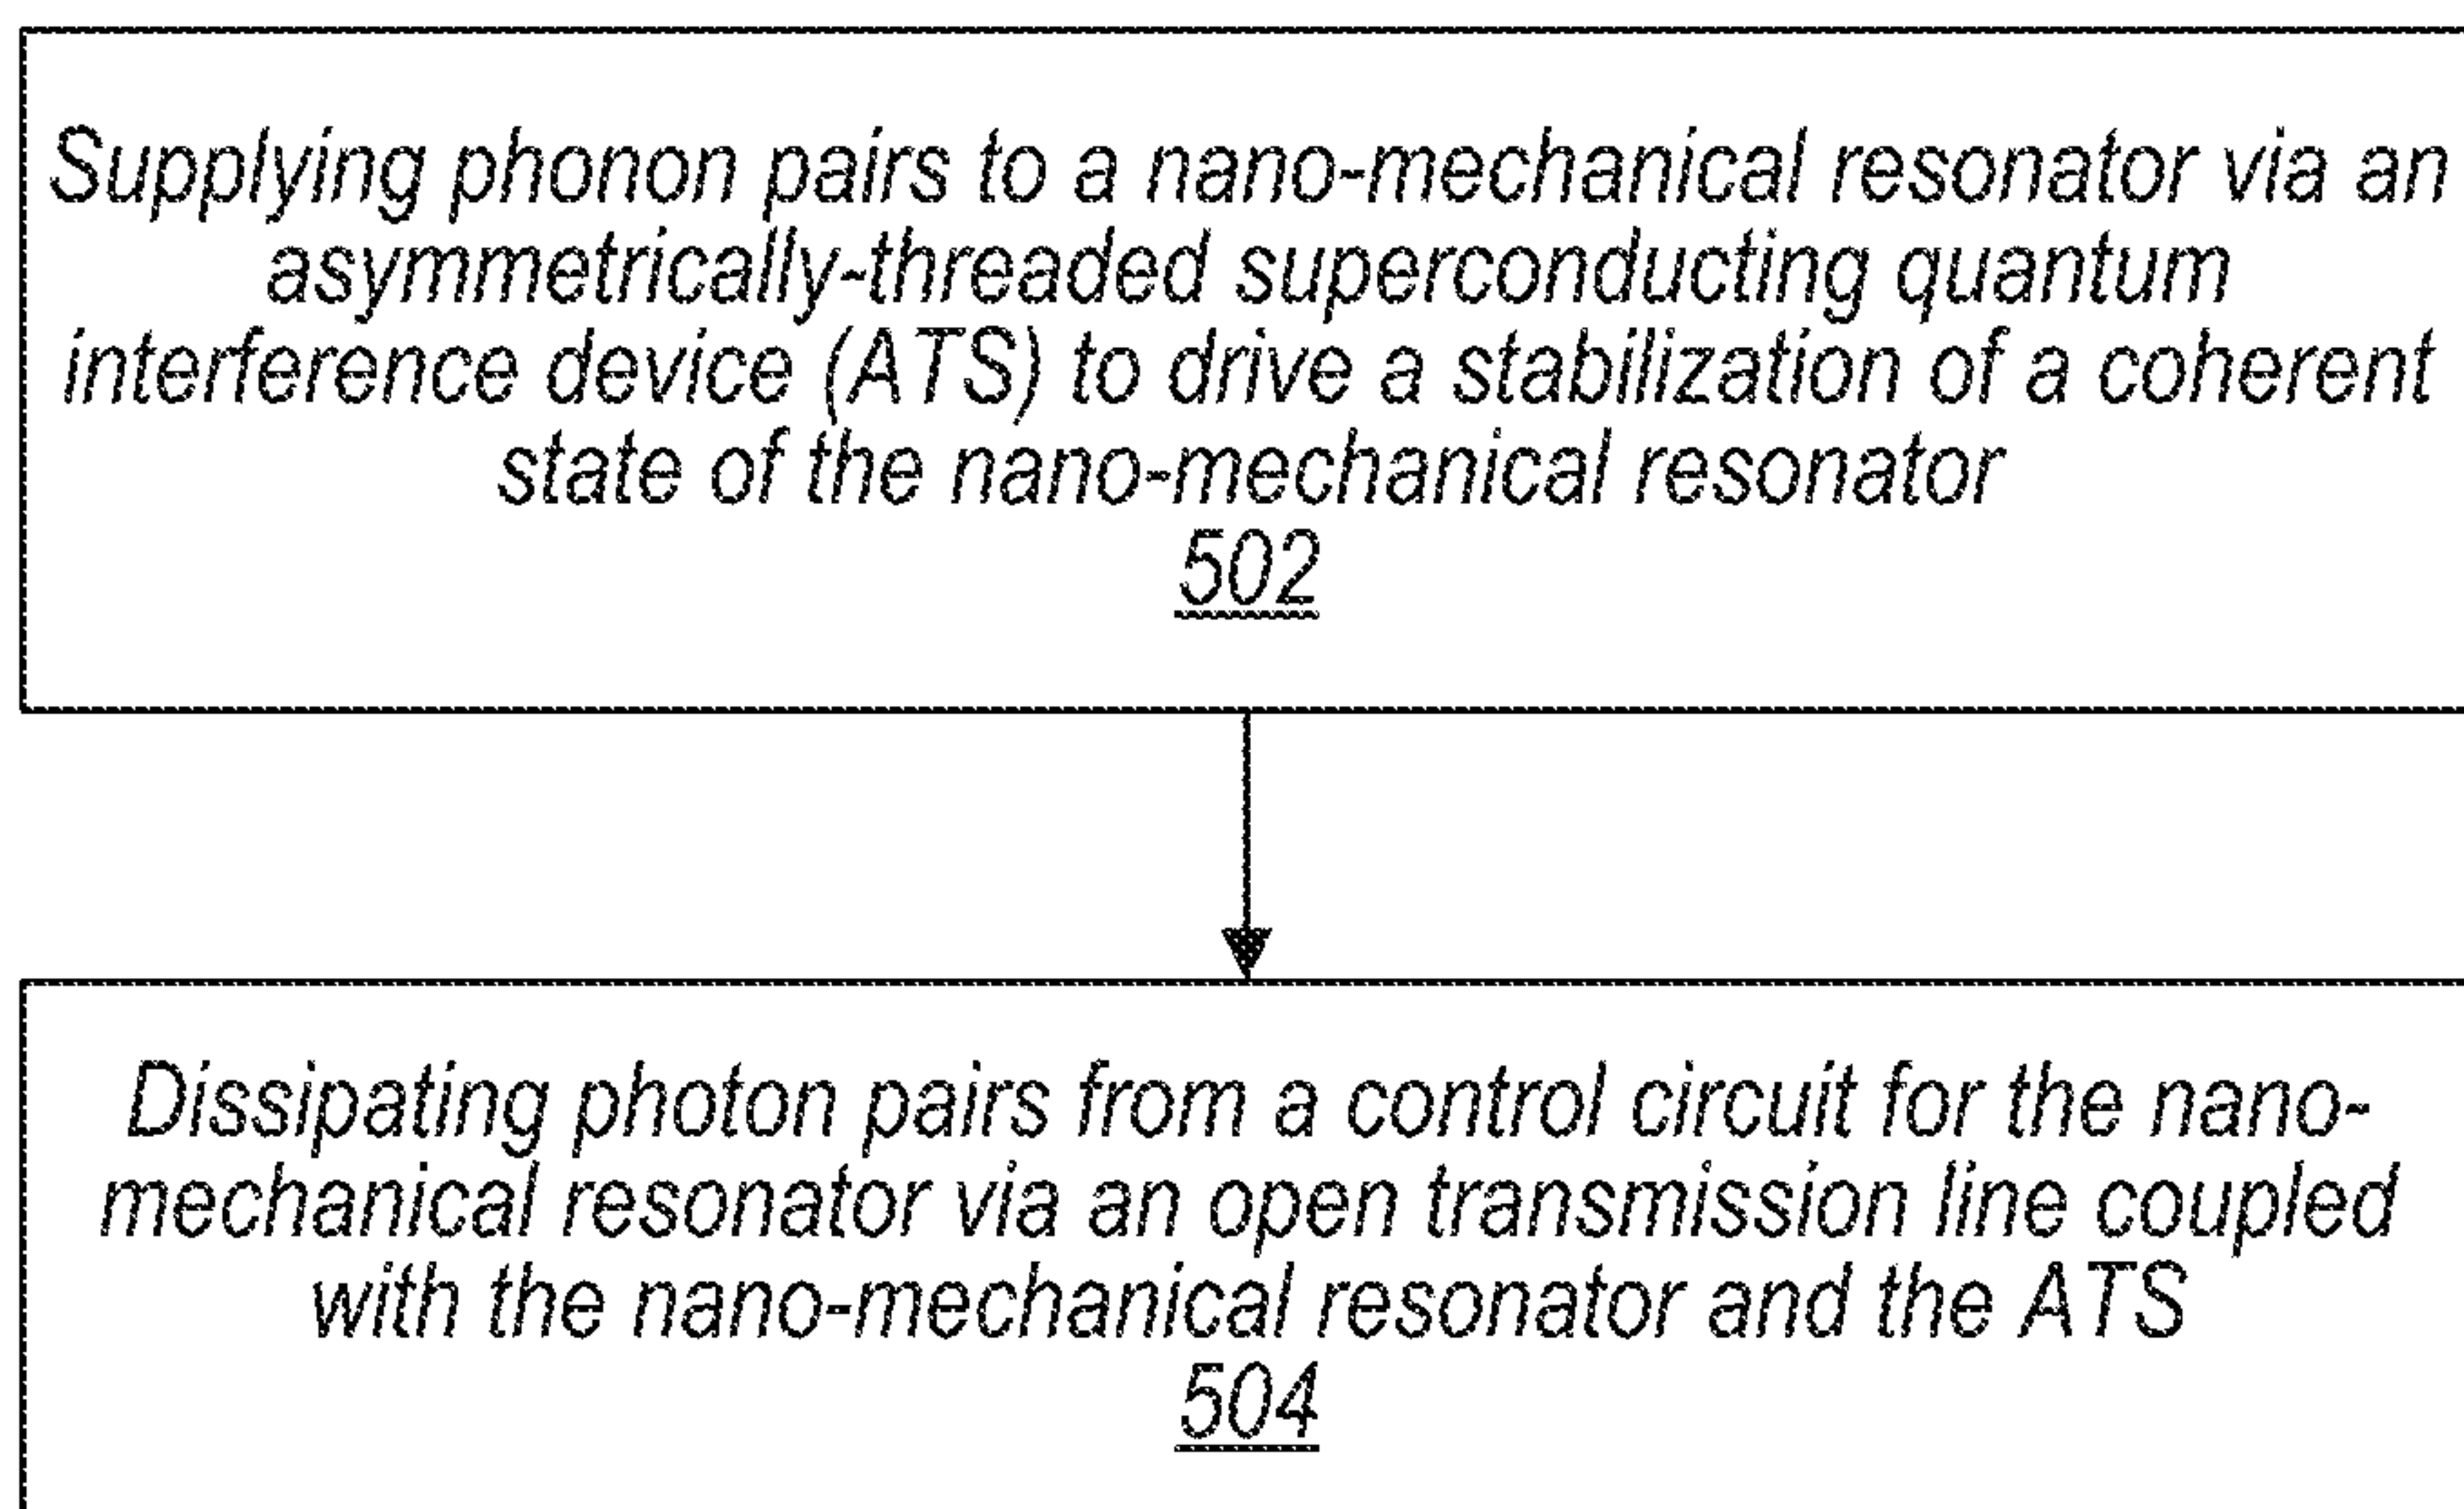 Supplying phonon pairs to a nano-mechanical resonator via an
asymmetrically-threaded superconducting quantum
interference device (ATS) to drive a stabilization of a coherent
state of the nano-mechanical resonator
502
Dissipating photon pairs from a control circuit for the nano-
mechanical resonator via an open transmission line coupled
with the nano-mechanical resonator and the ATS
504